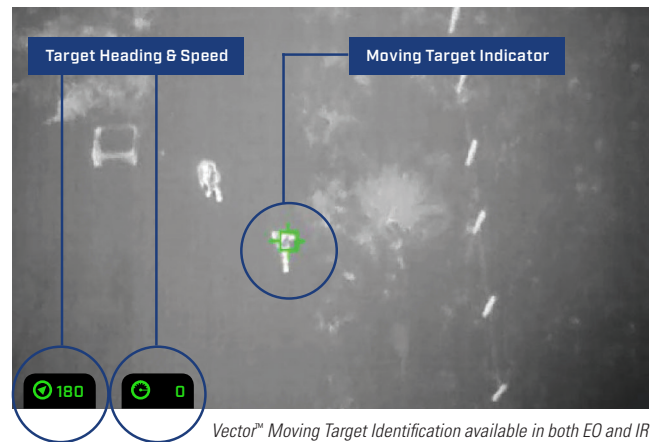 Target Heading & Speed
Moving Target Indicator
180
0
Vector™ Moving Target Identification available in both EO and IR